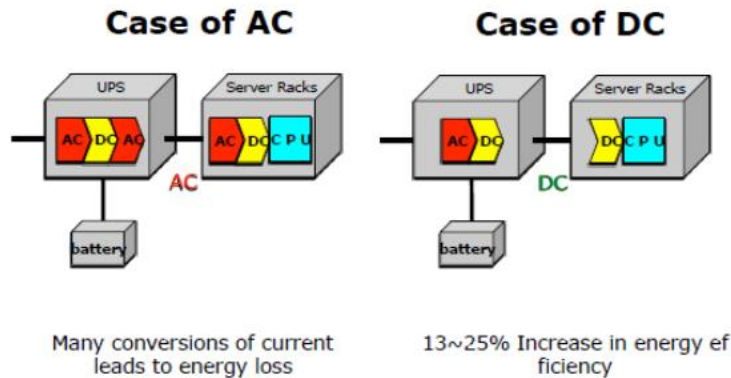 Case of AC
UPS
Server Racks
AC DC AC
AC DC CPU
AC
battery
Many conversions of current
leads to energy loss
Case of DC
UPS
Server Racks
AC DC
DC CPU
DC
battery
13~25% Increase in energy ef
ficiency